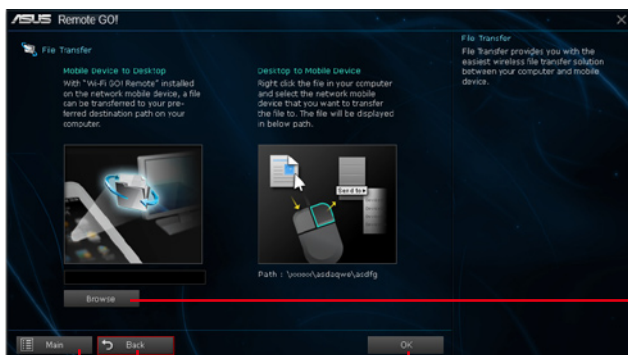 ASUS Remote GO!
File Transfer
Mobile Device to Desktop
With "Wi-Fi GO! Remote" installed
on the network mobile device, a file
can be transferred to your pre-
ferred destination path on your
computer.
Browse
Desktop to Mobile Device
Right click the file in your computer
and select the network mobile
device that you want to transfer
the file to. The file will be displayed
in below path.
Send to
Path : \xxxxx\asdaqwe\asdfg
File Transfer
File Transfer provides you with the
easiest wireless file transfer solution
between your computer and mobile
device.
Main
Back
OK